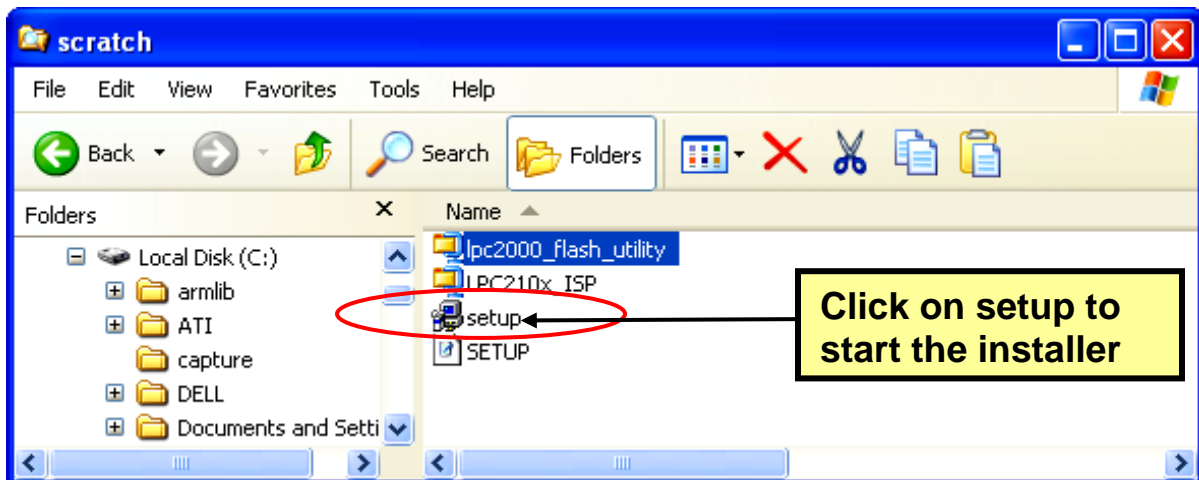 scratch
File Edit View Favorites Tools Help
Back Search Folders
Folders × Name
lpc2000_flash_utility
LPC210x_ISP
setup
SETUP
Local Disk (C:)
armlib
ATI
capture
DELL
Documents and Setti
Click on setup to
start the installer